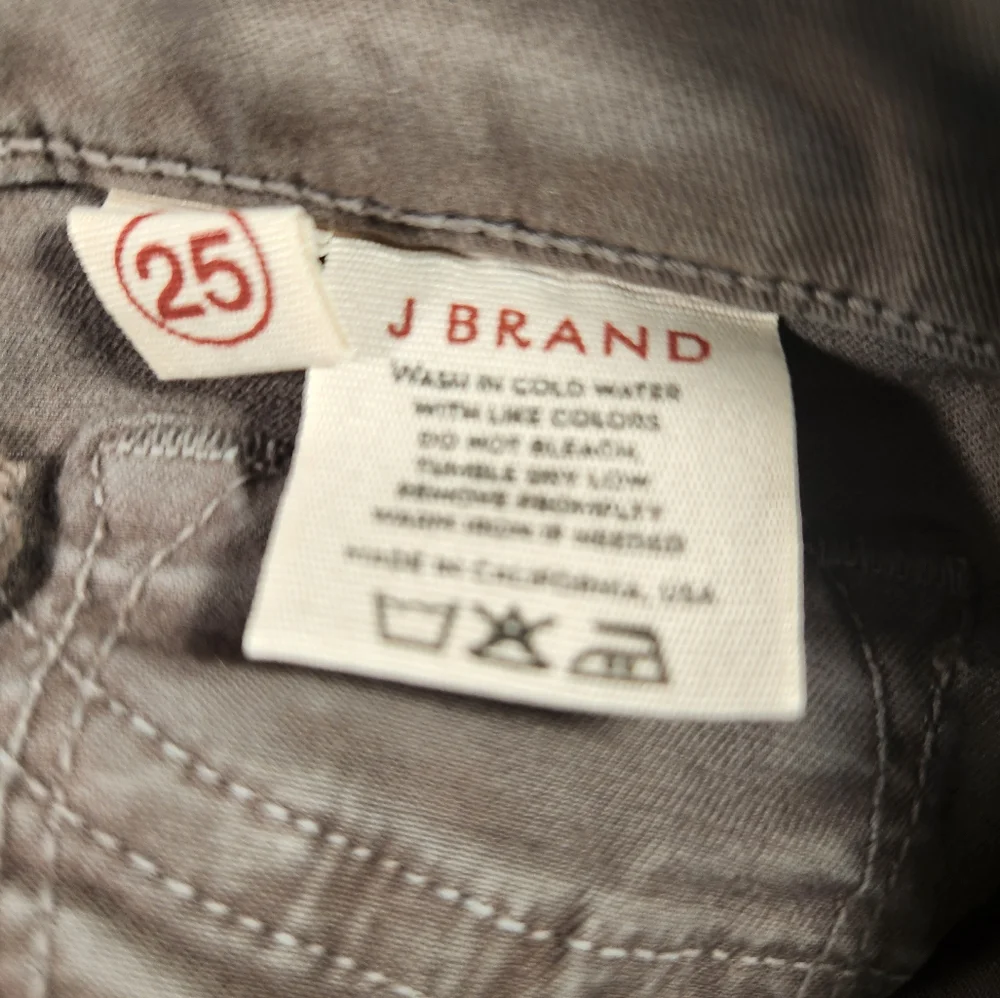 25
J BRAND
WASH IN COLD WATER
WITH LIKE COLORS
DO NOT BLEACH
TUMBLE DRY LOW
REMOVE PROMPTLY
WARM IRON IF NEEDED
MADE IN CALIFORNIA, USA